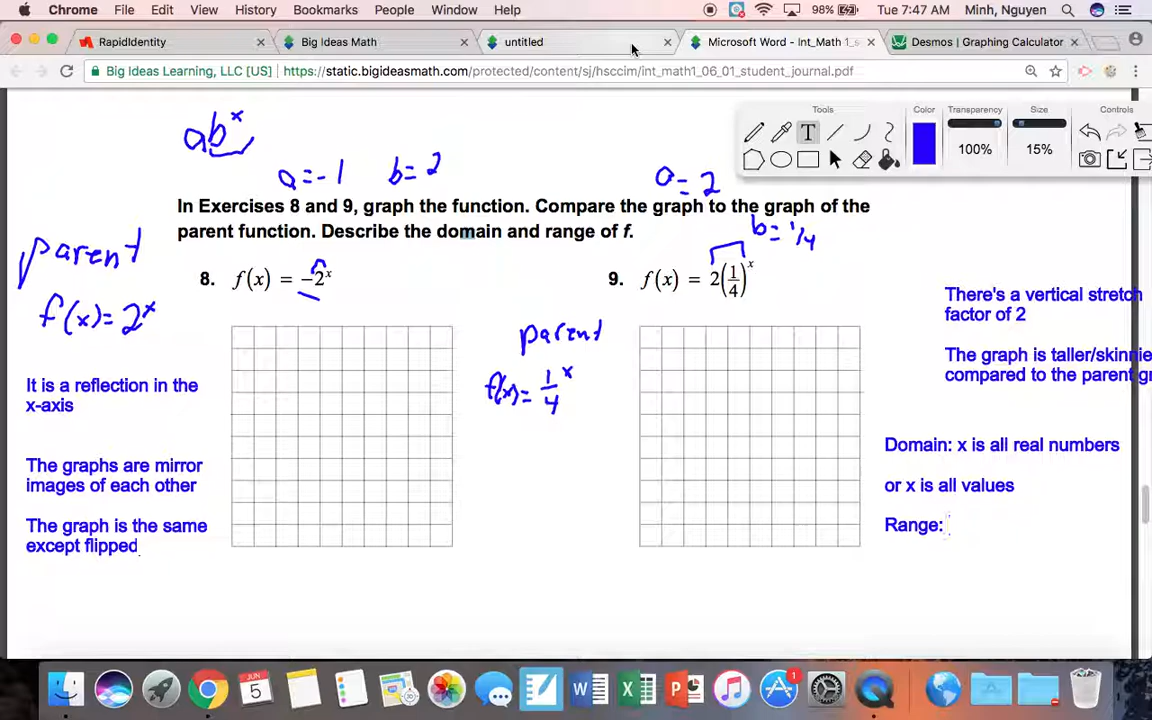 Chrome File Edit View History Bookmarks People Window Help 98% Tue 7:47 AM Minh, Nguyen
RapidIdentity Big Ideas Math untitled Microsoft Word - Int_Math 1_s Desmos | Graphing Calculator
Big Ideas Learning, LLC [US] https://static.bigideasmath.com/protected/content/sj/hsccim/int_math1_06_01_student_journal.pdf
Tools Color Transparency Size Controls
100% 15%
ab^x
a = -1 b = 2
a = 2
In Exercises 8 and 9, graph the function. Compare the graph to the graph of the
parent function. Describe the domain and range of f.
b = 1/4
parent
f(x) = 2^x
8. f(x) = -2^x
9. f(x) = 2(1/4)^x
There's a vertical stretch
factor of 2
The graph is taller/skinnie
compared to the parent gr
parent
f(x) = 1/4^x
It is a reflection in the
x-axis
The graphs are mirror
images of each other
The graph is the same
except flipped
Domain: x is all real numbers
or x is all values
Range:
JUN
5
W X P
1